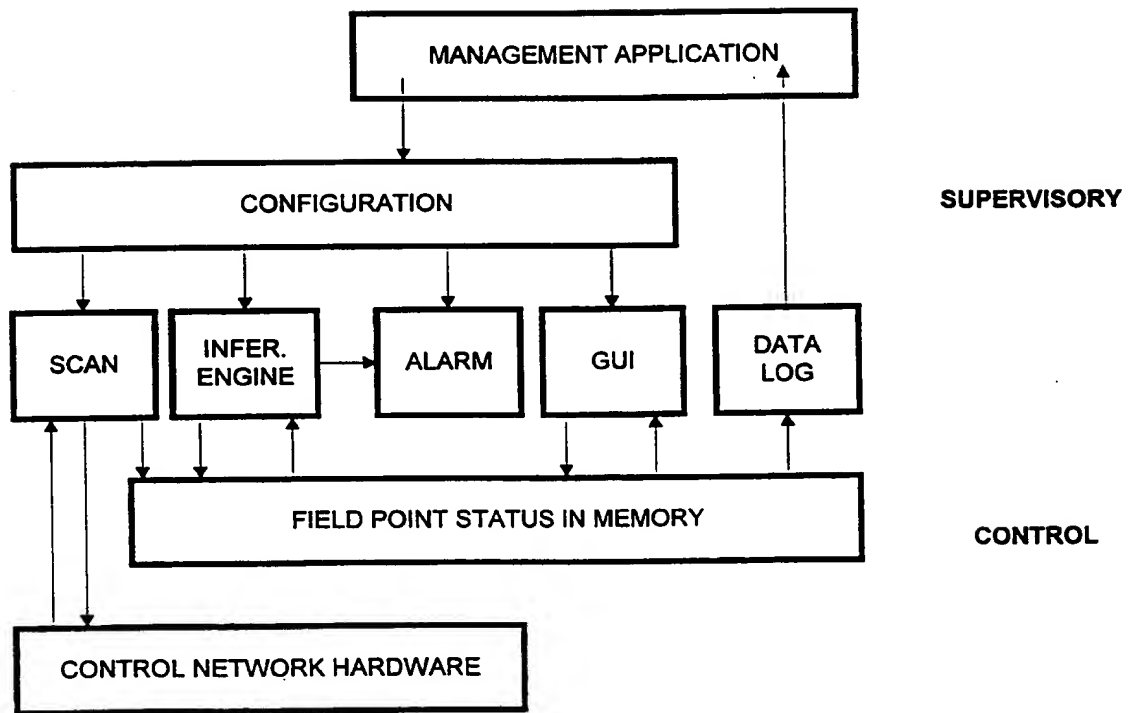 MANAGEMENT APPLICATION
CONFIGURATION
SUPERVISORY
SCAN
INFER.
ENGINE
ALARM
GUI
DATA
LOG
FIELD POINT STATUS IN MEMORY
CONTROL
CONTROL NETWORK HARDWARE